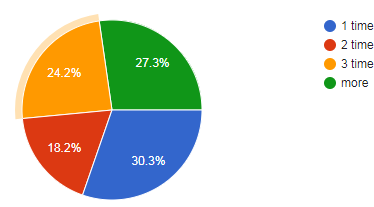 27.3%
24.2%
18.2%
30.3%
1 time
2 time
3 time
more